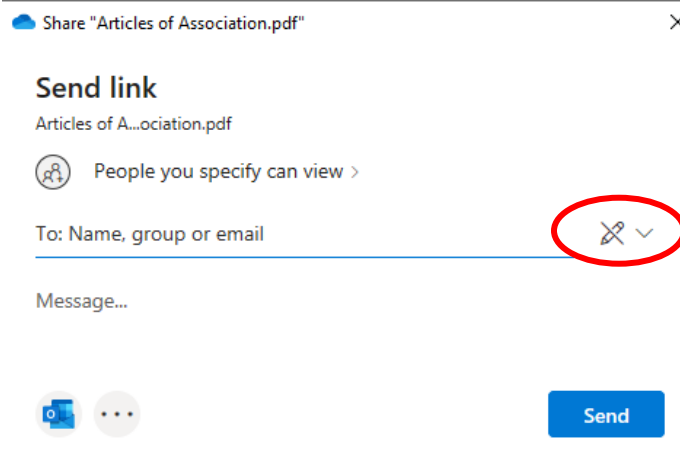 Share "Articles of Association.pdf"
Send link
Articles of A...ociation.pdf
People you specify can view >
To: Name, group or email
Message...
Send